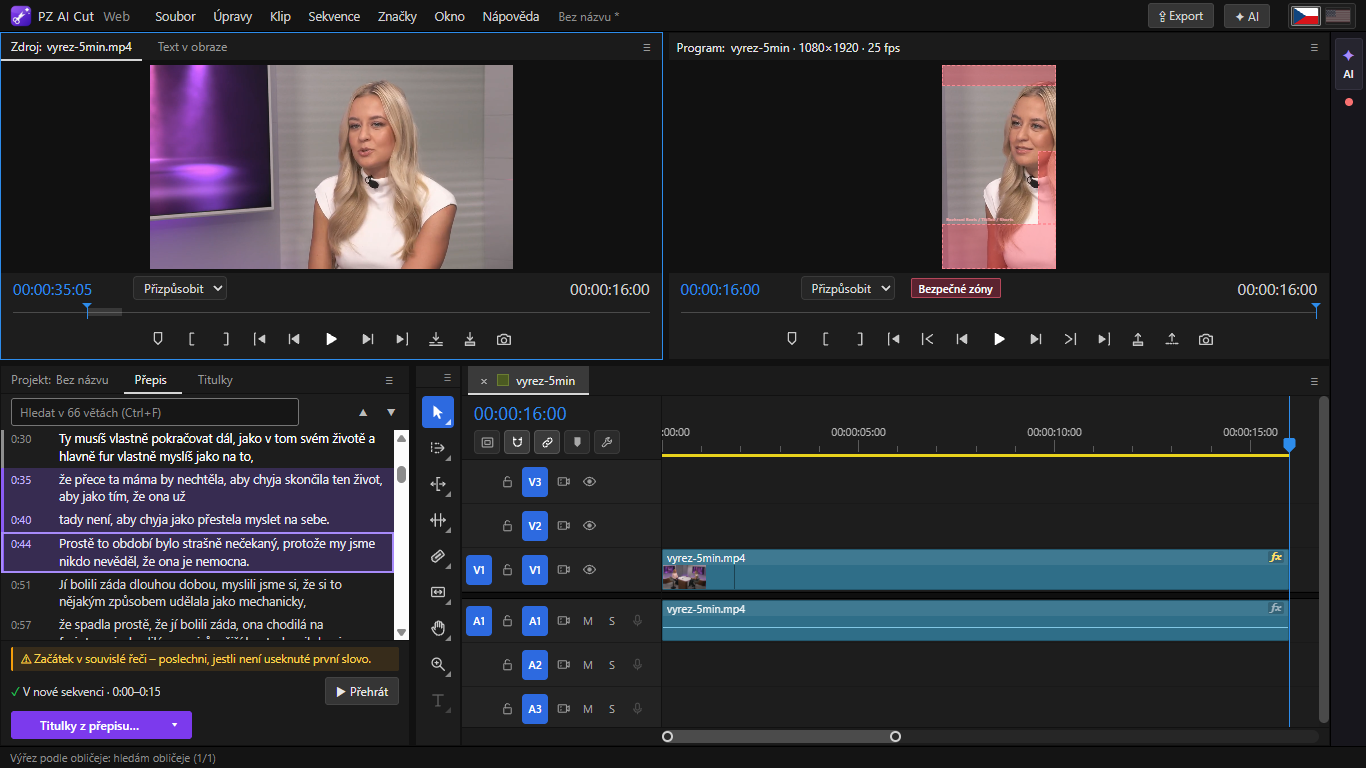 PZ AI Cut Web Soubor Úpravy Klip Sekvence Značky Okno Nápověda Bez názvu * Export AI
Zdroj: vyrez-5min.mp4 Text v obraze
Program: vyrez-5min · 1080×1920 · 25 fps
AI
00:00:35:05 Přizpůsobit 00:00:16:00
00:00:16:00 Přizpůsobit Bezpečné zóny 00:00:16:00
Projekt: Bez názvu Přepis Titulky
Hledat v 66 větách (Ctrl+F)
0:30 Ty musíš vlastně pokračovat dál, jako v tom svém životě a
hlavně fur vlastně myslíš jako na to,
0:35 že přece ta máma by nechtěla, aby chyja skončila ten život,
aby jako tím, že ona už
0:40 tady není, aby chyja jako přestela myslet na sebe.
0:44 Prostě to období bylo strašně nečekaný, protože my jsme
nikdo nevěděl, že ona je nemocna.
0:51 Jí bolili záda dlouhou dobou, myslili jsme si, že si to
nějakým způsobem udělala jako mechanicky,
0:57 že spadla prostě, že jí bolili záda, ona chodilá na
⚠ Začátek v souvislé řeči – poslechni, jestli není useknuté první slovo.
✓ V nové sekvenci · 0:00–0:15 ▶ Přehrát
Titulky z přepisu...
Výřez podle obličeje: hledám obličeje (1/1)
× vyrez-5min
00:00:16:00
:00:00 00:00:05:00 00:00:10:00 00:00:15:00
V3
V2
V1 V1 vyrez-5min.mp4 fx
A1 A1 M S vyrez-5min.mp4 fx
A2 M S
A3 M S